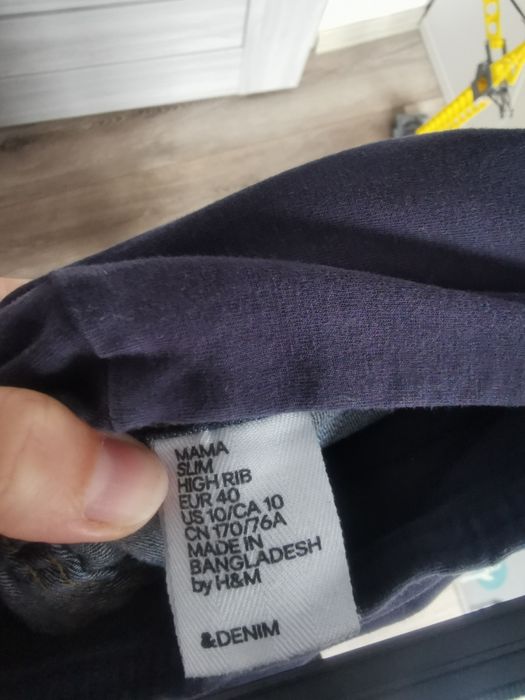 MAMA
SLIM
HIGH RIB
EUR 40
US 10/CA 10
CN 170/76A
MADE IN
BANGLADESH
by H&M
&DENIM